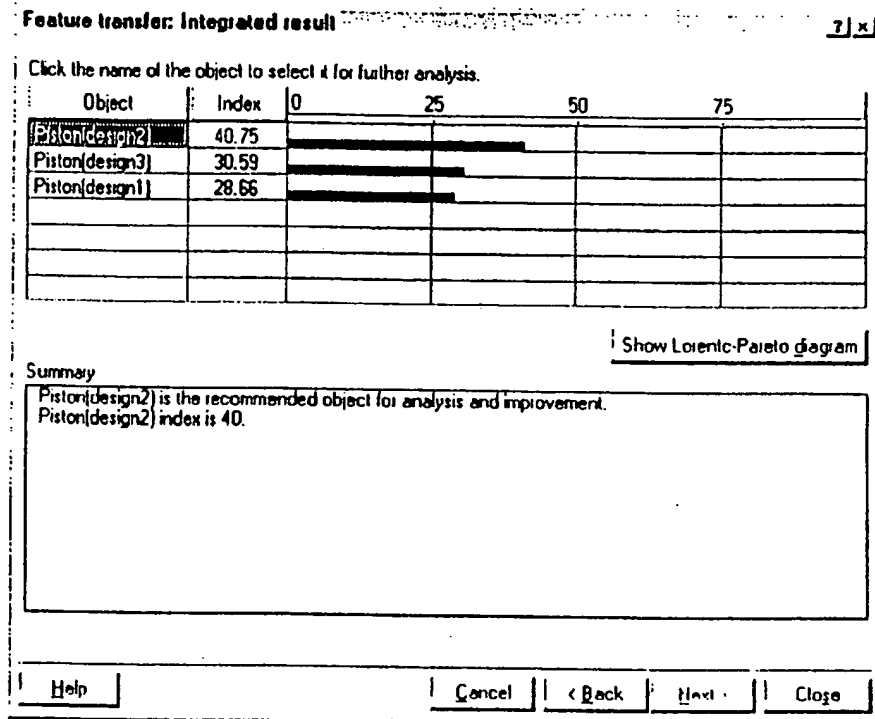 Feature transfer: Integrated result
? ×
Click the name of the object to select it for further analysis.
Object Index 0 25 50 75
Piston(design2) 40.75
Piston(design3) 30.59
Piston(design1) 28.66
Show Lorentc-Pareto diagram
Summary
Piston(design2) is the recommended object for analysis and improvement.
Piston(design2) index is 40.
Help Cancel < Back Next > Close